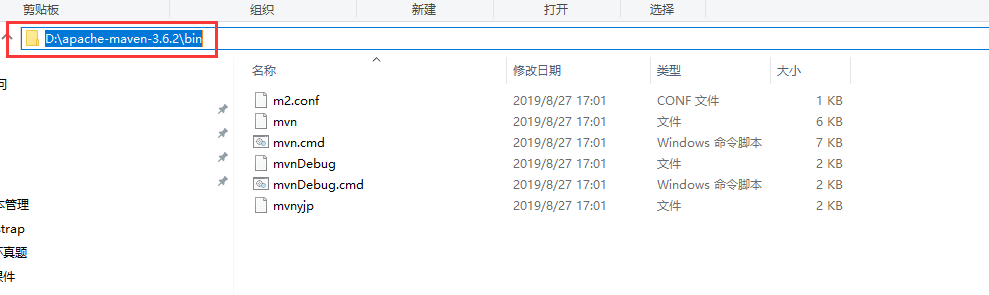 剪贴板 组织 新建 打开 选择
D:\apache-maven-3.6.2\bin
名称 修改日期 类型 大小
问
m2.conf 2019/8/27 17:01 CONF 文件 1 KB
mvn 2019/8/27 17:01 文件 6 KB
mvn.cmd 2019/8/27 17:01 Windows 命令脚本 7 KB
mvnDebug 2019/8/27 17:01 文件 2 KB
mvnDebug.cmd 2019/8/27 17:01 Windows 命令脚本 2 KB
本管理 mvnyjp 2019/8/27 17:01 文件 2 KB
strap
真题
课件